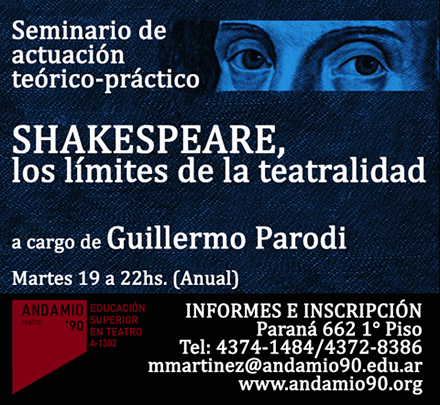 Seminario de
actuación
teórico-práctico
SHAKESPEARE,
los límites de la teatralidad
a cargo de Guillermo Parodi
Martes 19 a 22hs. (Anual)
ANDAMIO
teatro '90
EDUCACIÓN
SUPERIOR
EN TEATRO
A-1302
INFORMES E INSCRIPCIÓN
Paraná 662 1° Piso
Tel: 4374-1484/4372-8386
mmartinez@andamio90.edu.ar
www.andamio90.org